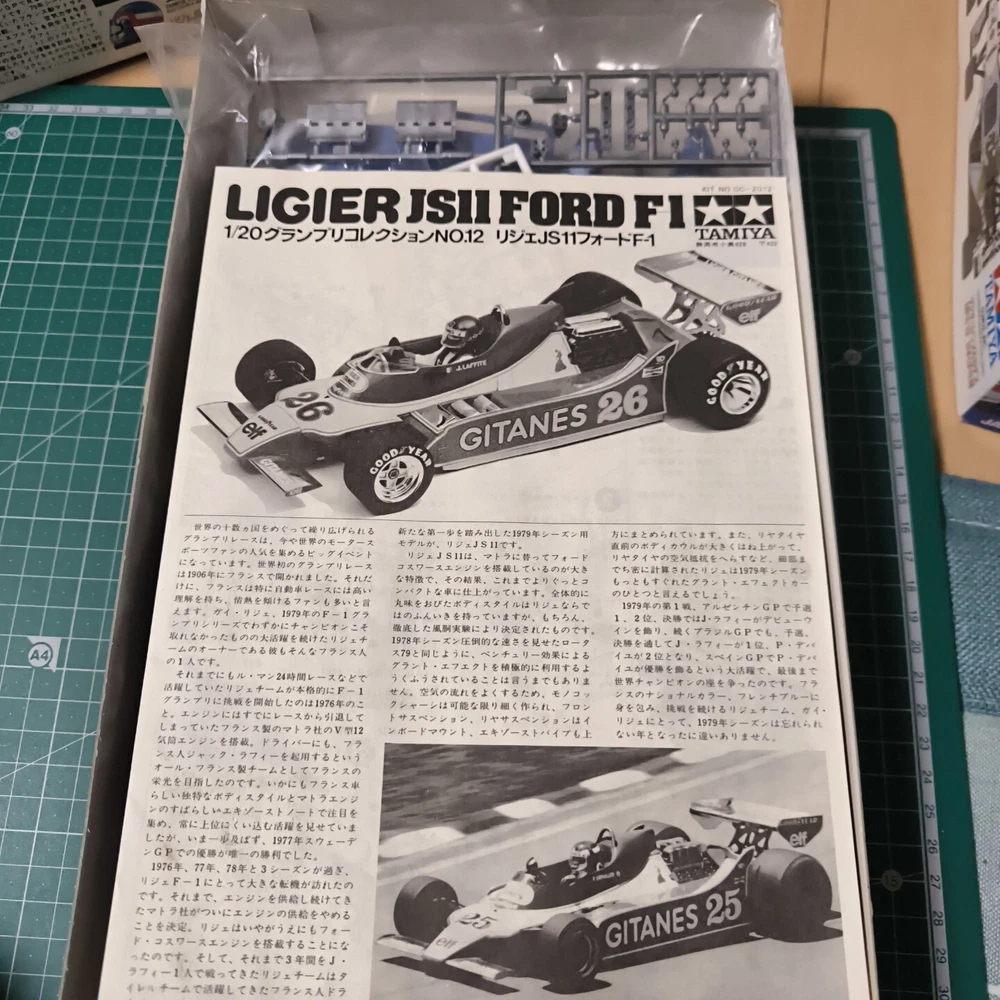 KIT NO.GC-2012
LIGIER JS11 FORD F-1
TAMIYA
1/20グランプリコレクションNO.12 リジェJS11フォードF-1
elf
J.LAFFITE
26
elf
GOOD YEAR
GITANES 26
GOOD YEAR
世界の十数ヵ国をめぐって繰り広げられる
グランプリレースは、今や世界のモータース
ポーツファンの人気を集めるビッグイベント
になっています。世界初のグランプリレース
は1906年にフランスで開かれました。それだ
けに、フランスは特に自動車レースには高い
理解を持ち、情熱を傾けるファンも多いと言
えます。ガイ・リジェ、1979年のF-1グラ
ンプリシリーズでわずかにチャンピオンこそ
取れなかったものの大活躍を続けたリジェチ
ームのオーナーである彼もそんなフランス人
の1人です。
それまでにもル・マン24時間レースなどで
活躍していたリジェチームが本格的にF-1
グランプリに挑戦を開始したのは1976年のこ
と。エンジンにはすでにレースから引退して
しまっていたフランス製のマトラ社のV型12
気筒エンジンを搭載。ドライバーにも、フラ
ンス人ジャック・ラフィーを起用するという
オール・フランス製チームとしてフランスの
栄光を目指したのです。いかにもフランス車
らしい独特なボディスタイルとマトラエンジ
ンのすばらしいエキゾーストノートで注目を
集め、常に上位にくい込む活躍を見せていま
したが、いま一歩及ばず、1977年スウェーデ
ンGPでの優勝が唯一の勝利でした。
1976年、77年、78年と3シーズンが過ぎ、
リジェF-1にとって大きな転機が訪れたの
です。それまで、エンジンを供給し続けてき
たマトラ社がついにエンジンの供給をやめる
ことを決定。リジェはいやがうえにもフォー
ド・コスワースエンジンを搭載することにな
ったのです。そして、それまで3年間をJ・
ラフィー1人で戦ってきたリジェチームはタ
イレルチームで活躍してきたフランス人ドラ
新たな第一歩を踏み出した1979年シーズン用
モデルが、リジェJS11です。
リジェJS11は、マトラに替ってフォード
コスワースエンジンを搭載しているのが大き
な特徴で、その結果、これまでよりぐっとコ
ンパクトな車に仕上がっています。全体的に
丸味をおびたボディスタイルはリジェならで
はのふんいきを持っていますが、もちろん、
徹底した風胴実験により決定されたものです。
1978年シーズン圧倒的な速さを見せたロータ
ス79と同じように、ベンチュリー効果による
グランド・エフェクトを積極的に利用するよ
うくふうされていることは言うまでもありま
せん。空気の流れをよくするため、モノコッ
クシャーシは可能な限り細く作られ、フロン
トサスペンション、リヤサスペンションはイ
ンボードマウント、エキゾーストパイプも上
方にまとめられています。また、リヤタイヤ
直前のボディカウルが大きくはね上がって、
リヤタイヤの空気抵抗をへらすなど、細部ま
でち密に計算されたリジェは1979年シーズン
もっともすぐれたグランド・エフェクトカー
のひとつと言えるでしょう。
1979年の第1戦、アルゼンチンGPで予選
1、2位、決勝ではJ・ラフィーがデビューウ
インを飾り、続くブラジルGPでも、予選、
決勝を通してJ・ラフィーが1位、P・デパ
イユが2位となり、スペインGPでP・デパ
イユが優勝を飾るという大活躍で、最後まで
世界チャンピオンの座を争ったのです。フラ
ンスのナショナルカラー、フレンチブルーに
身を包み、挑戦を続けるリジェチーム、ガイ・
リジェにとって、1979年シーズンは忘れられ
ない年となったに違いありません。
elf
25
elf
GITANES 25
A4
TAMIYA